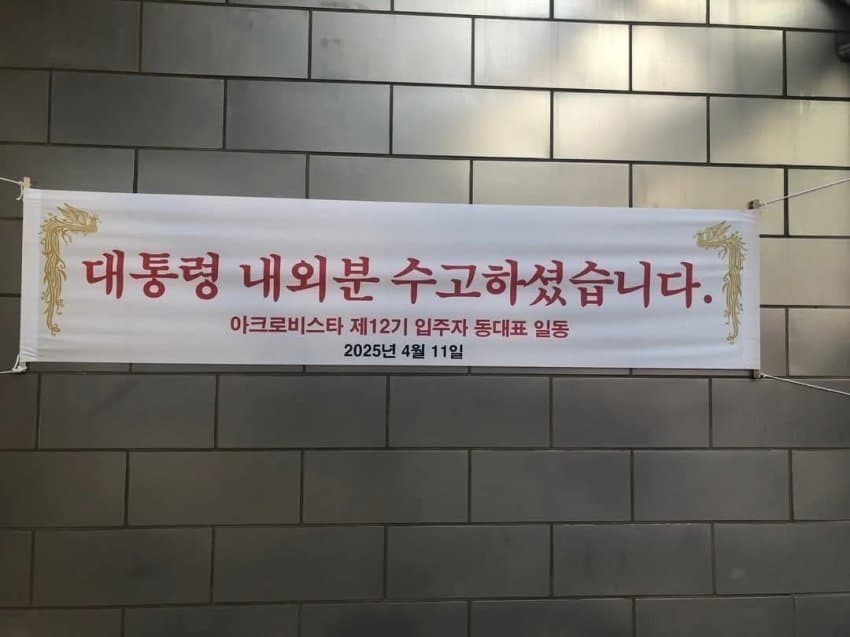 대통령 내외분 수고하셨습니다.
아크로비스타 제12기 입주자 동대표 일동
2025년 4월 11일